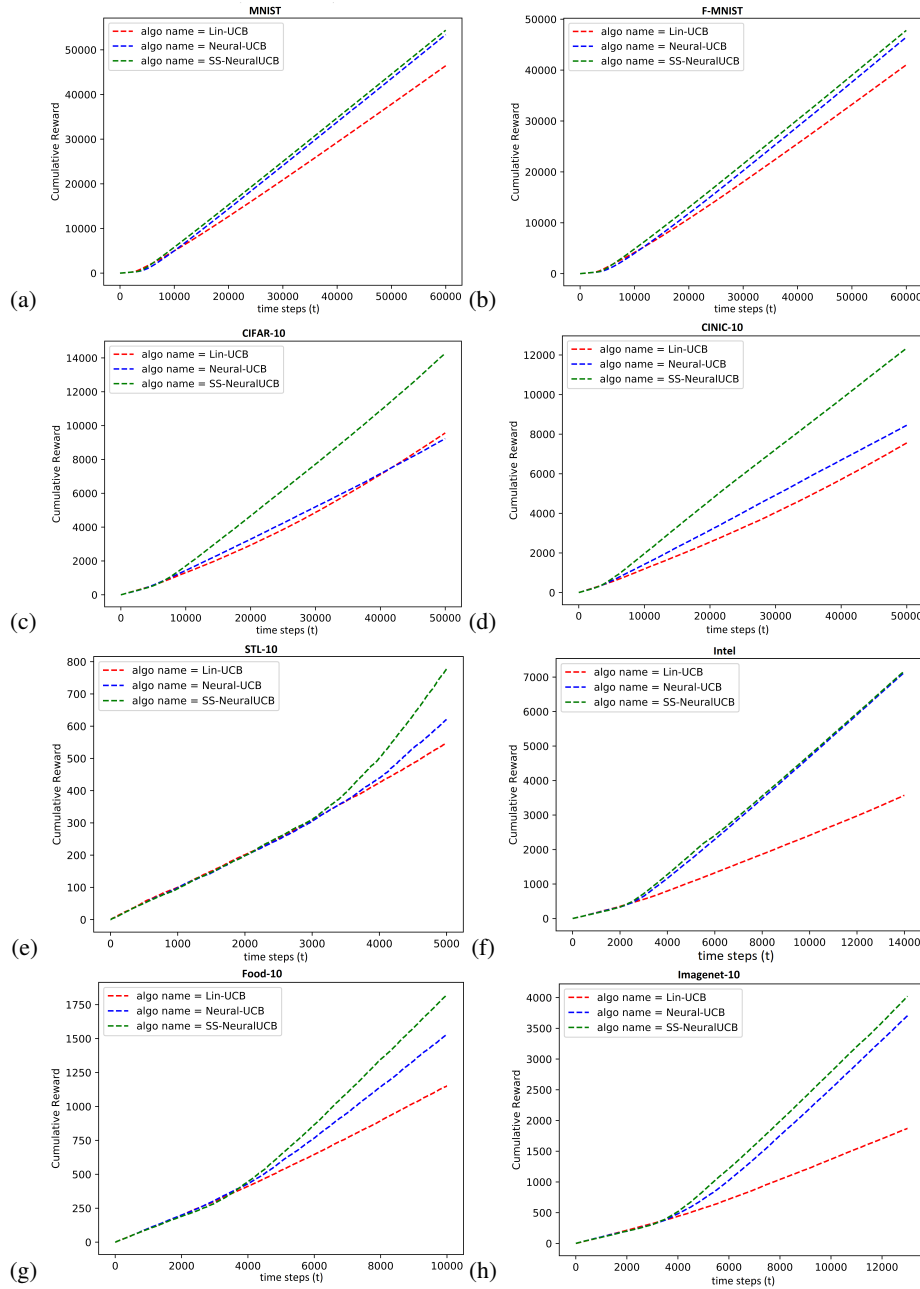 MNIST
algo name = Lin-UCB
algo name = Neural-UCB
algo name = SS-NeuralUCB
Cumulative Reward
50000
40000
30000
20000
10000
0
0 10000 20000 30000 40000 50000 60000
time steps (t)
(a)
F-MNIST
algo name = Lin-UCB
algo name = Neural-UCB
algo name = SS-NeuralUCB
Cumulative Reward
50000
40000
30000
20000
10000
0
0 10000 20000 30000 40000 50000 60000
time steps (t)
(b)
CIFAR-10
algo name = Lin-UCB
algo name = Neural-UCB
algo name = SS-NeuralUCB
Cumulative Reward
14000
12000
10000
8000
6000
4000
2000
0
0 10000 20000 30000 40000 50000
time steps (t)
(c)
CINIC-10
algo name = Lin-UCB
algo name = Neural-UCB
algo name = SS-NeuralUCB
Cumulative Reward
12000
10000
8000
6000
4000
2000
0
0 10000 20000 30000 40000 50000
time steps (t)
(d)
STL-10
algo name = Lin-UCB
algo name = Neural-UCB
algo name = SS-NeuralUCB
Cumulative Reward
800
700
600
500
400
300
200
100
0
0 1000 2000 3000 4000 5000
time steps (t)
(e)
Intel
algo name = Lin-UCB
algo name = Neural-UCB
algo name = SS-NeuralUCB
Cumulative Reward
7000
6000
5000
4000
3000
2000
1000
0
0 2000 4000 6000 8000 10000 12000 14000
time steps (t)
(f)
Food-10
algo name = Lin-UCB
algo name = Neural-UCB
algo name = SS-NeuralUCB
Cumulative Reward
1750
1500
1250
1000
750
500
250
0
0 2000 4000 6000 8000 10000
time steps (t)
(g)
Imagenet-10
algo name = Lin-UCB
algo name = Neural-UCB
algo name = SS-NeuralUCB
Cumulative Reward
4000
3500
3000
2500
2000
1500
1000
500
0
0 2000 4000 6000 8000 10000 12000
time steps (t)
(h)